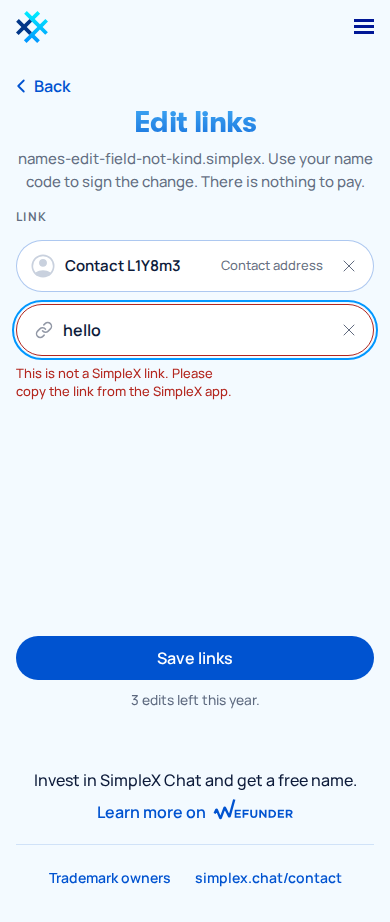 Back
Edit links
names-edit-field-not-kind.simplex. Use your name
code to sign the change. There is nothing to pay.
LINK
Contact L1Y8m3 Contact address
hello
This is not a SimpleX link. Please
copy the link from the SimpleX app.
Save links
3 edits left this year.
Invest in SimpleX Chat and get a free name.
Learn more on WEFUNDER
Trademark owners simplex.chat/contact